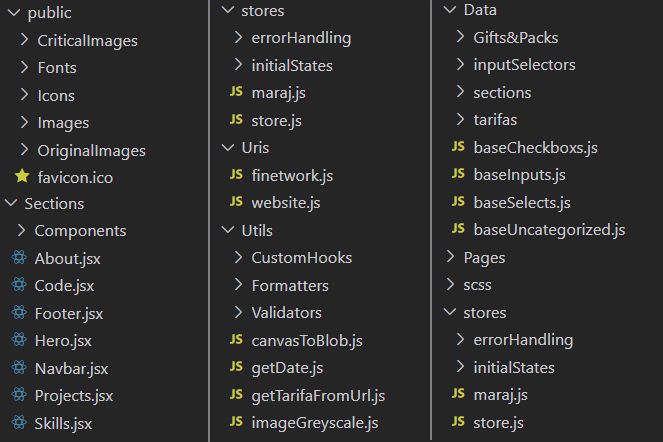 public
CriticalImages
Fonts
Icons
Images
OriginalImages
favicon.ico
Sections
Components
About.jsx
Code.jsx
Footer.jsx
Hero.jsx
Navbar.jsx
Projects.jsx
Skills.jsx
stores
errorHandling
initialStates
JS maraj.js
JS store.js
Uris
JS finetwork.js
JS website.js
Utils
CustomHooks
Formatters
Validators
JS canvasToBlob.js
JS getDate.js
JS getTarifaFromUrl.js
JS imageGreyscale.js
Data
Gifts&Packs
inputSelectors
sections
tarifas
JS baseCheckboxs.js
JS baseInputs.js
JS baseSelects.js
JS baseUncategorized.js
Pages
scss
stores
errorHandling
initialStates
JS maraj.js
JS store.js